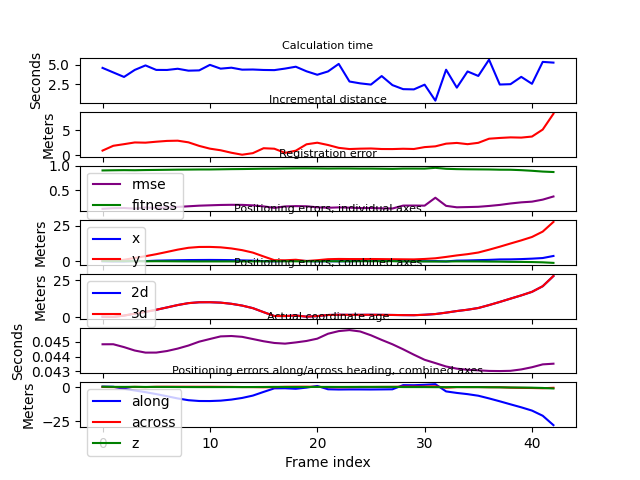 Calculation time
Seconds
5.0
2.5
Incremental distance
Meters
5
0
Registration error
1.0
0.5
rmse
fitness
Positioning errors, individual axes
Meters
25
0
x
y
Positioning errors, combined axes
Meters
25
0
2d
3d
Actual coordinate age
Seconds
0.045
0.044
0.043
Positioning errors along/across heading, combined axes
Meters
0
−25
along
across
z
0 10 20 30 40
Frame index